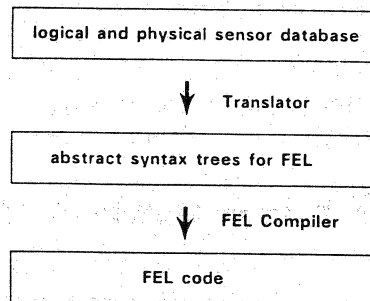 logical and physical sensor database
Translator
abstract syntax trees for FEL
FEL Compiler
FEL code